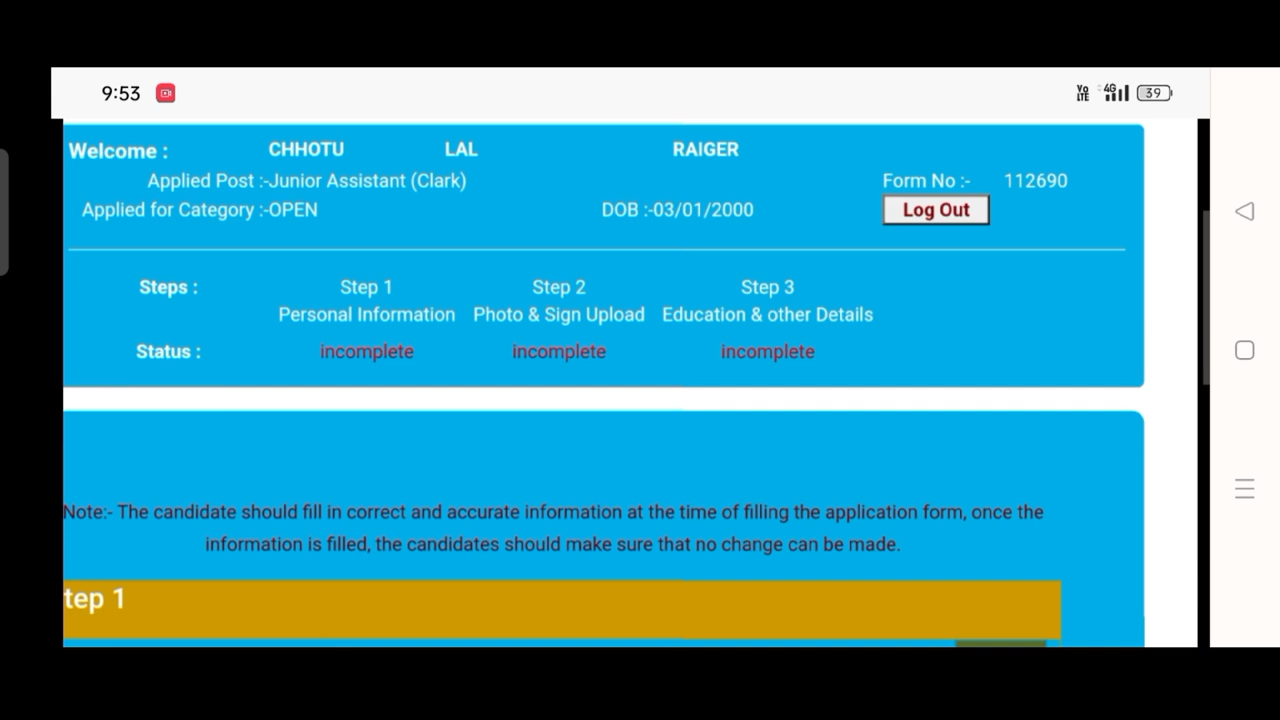 9:53 Vo LTE 4G 39
Welcome : CHHOTU LAL RAIGER
Applied Post :-Junior Assistant (Clark) Form No :- 112690
Applied for Category :-OPEN DOB :-03/01/2000 Log Out
Steps : Step 1 Step 2 Step 3
Personal Information Photo & Sign Upload Education & other Details
Status : incomplete incomplete incomplete
Note:- The candidate should fill in correct and accurate information at the time of filling the application form, once the
information is filled, the candidates should make sure that no change can be made.
tep 1